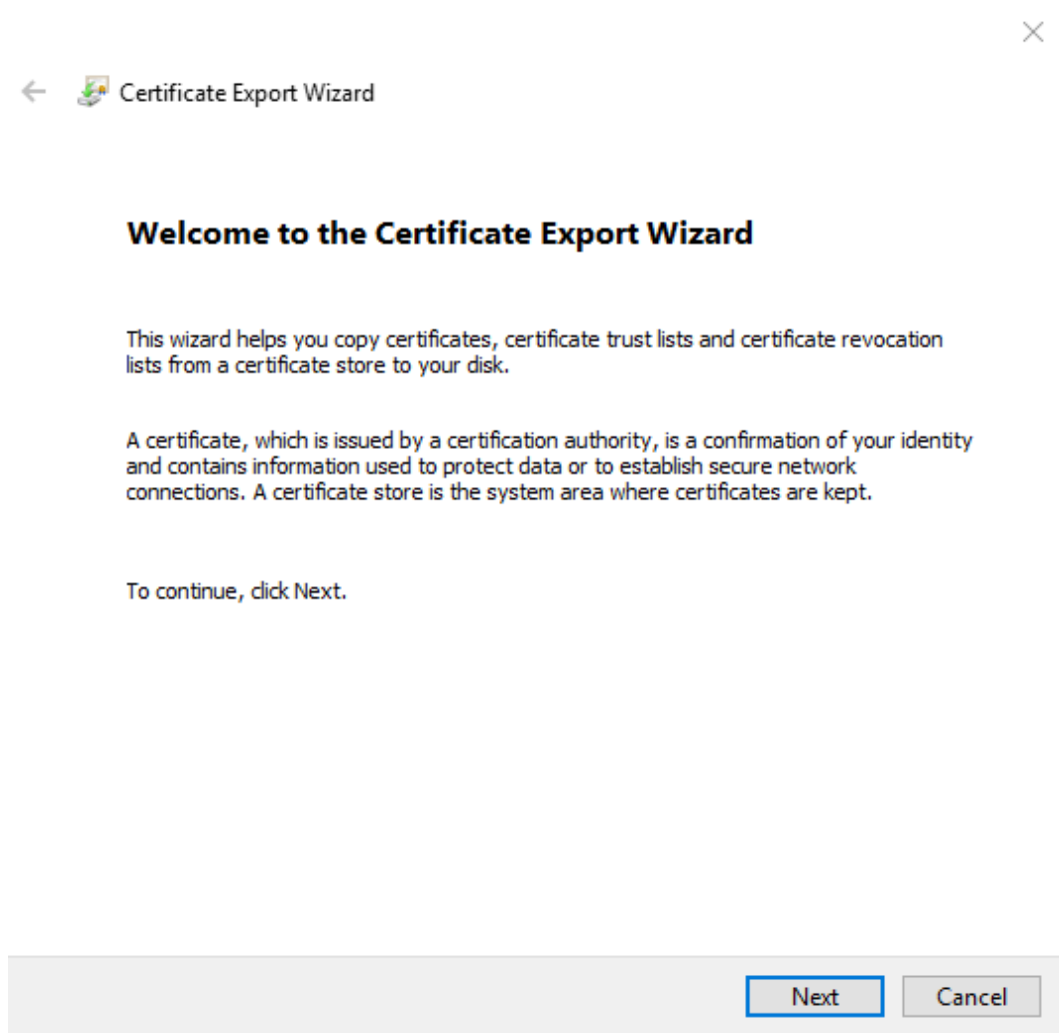 Certificate Export Wizard
Welcome to the Certificate Export Wizard
This wizard helps you copy certificates, certificate trust lists and certificate revocation
lists from a certificate store to your disk.
A certificate, which is issued by a certification authority, is a confirmation of your identity
and contains information used to protect data or to establish secure network
connections. A certificate store is the system area where certificates are kept.
To continue, click Next.
Next
Cancel